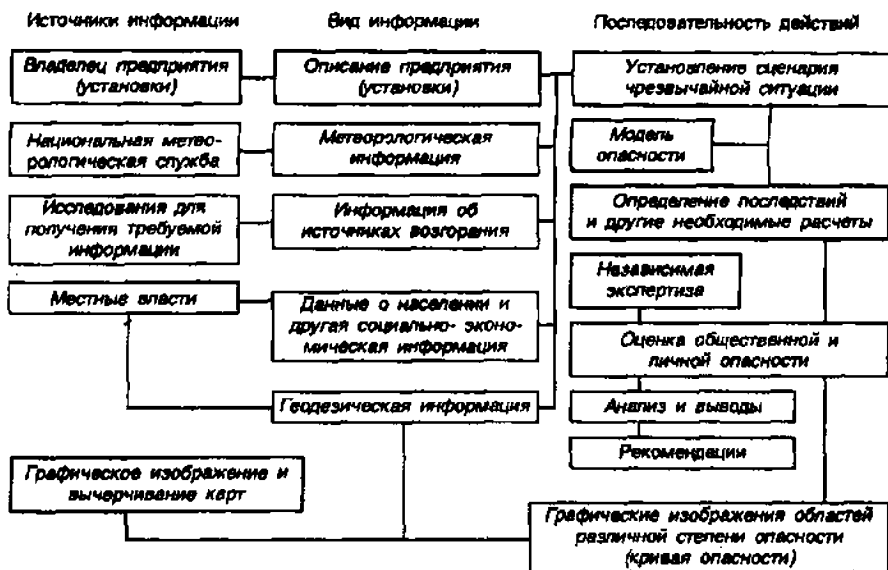 Источники информации
Вид информации
Последовательность действий
Владелец предприятия
(установки)
Описание предприятия
(установки)
Установление сценария
чрезвычайной ситуации
Национальная метео-
рологическая служба
Метеорологическая
информация
Модель
опасности
Исследования для
получения требуемой
информации
Информация об
источниках возгорания
Определение последствий
и другие необходимые расчеты
Независимая
экспертиза
Местные власти
Данные о населении и
другая социально- эконо-
мическая информация
Оценка общественной и
личной опасности
Геодезическая информация
Анализ и выводы
Рекомендации
Графическое изображение и
вычерчивание карт
Графические изображения областей
различной степени опасности
(кривая опасности)